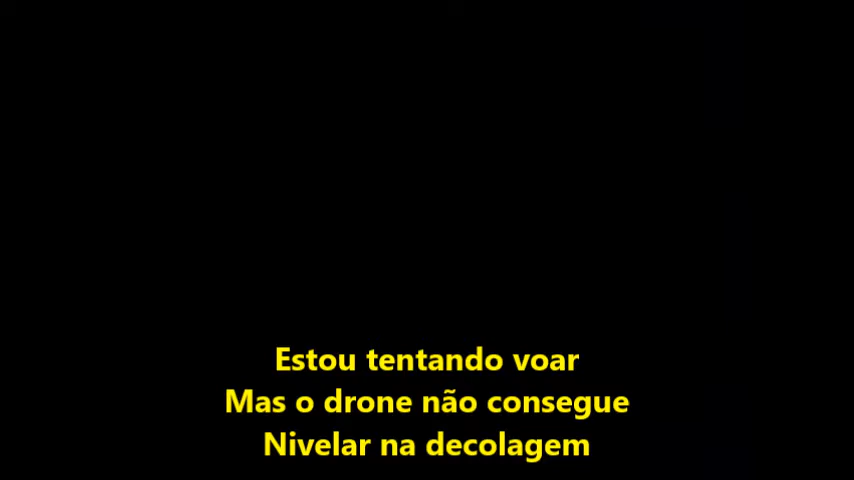 Estou tentando voar
Mas o drone não consegue
Nivelar na decolagem